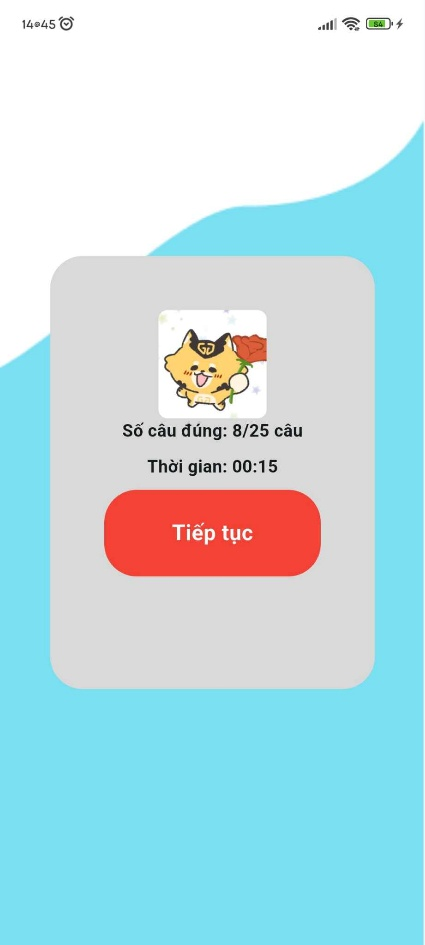 14:45
84
Số câu đúng: 8/25 câu
Thời gian: 00:15
Tiếp tục